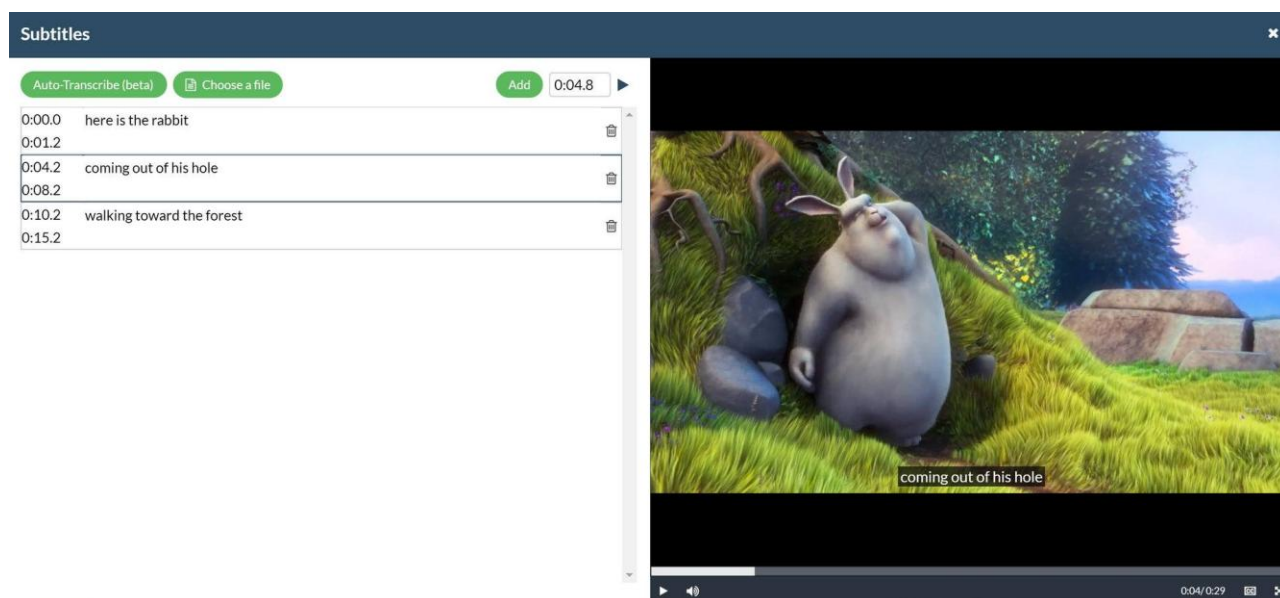 Subtitles
Auto-Transcribe (beta) Choose a file Add 0:04.8
0:00.0 here is the rabbit
0:01.2
0:04.2 coming out of his hole
0:08.2
0:10.2 walking toward the forest
0:15.2
coming out of his hole
0:04/0:29